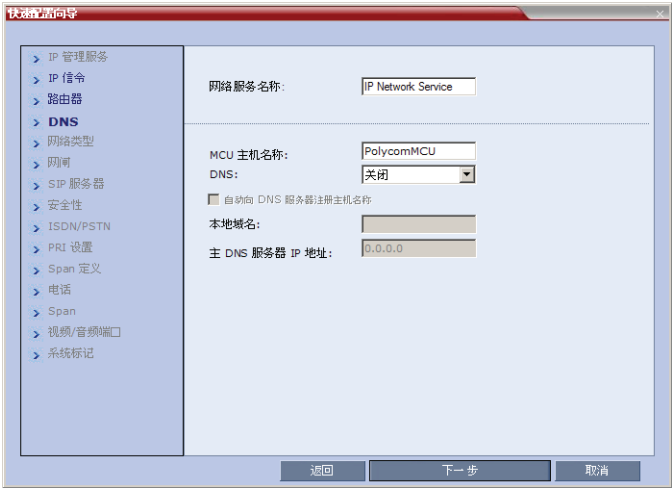 快速配置向导
IP 管理服务
IP 信令
路由器
DNS
网络类型
网闸
SIP 服务器
安全性
ISDN/PSTN
PRI 设置
Span 定义
电话
Span
视频/音频端口
系统标记
网络服务名称:
IP Network Service
MCU 主机名称:
PolycomMCU
DNS:
关闭
自动向 DNS 服务器注册主机名称
本地域名:
主 DNS 服务器 IP 地址:
0.0.0.0
返回
下一步
取消